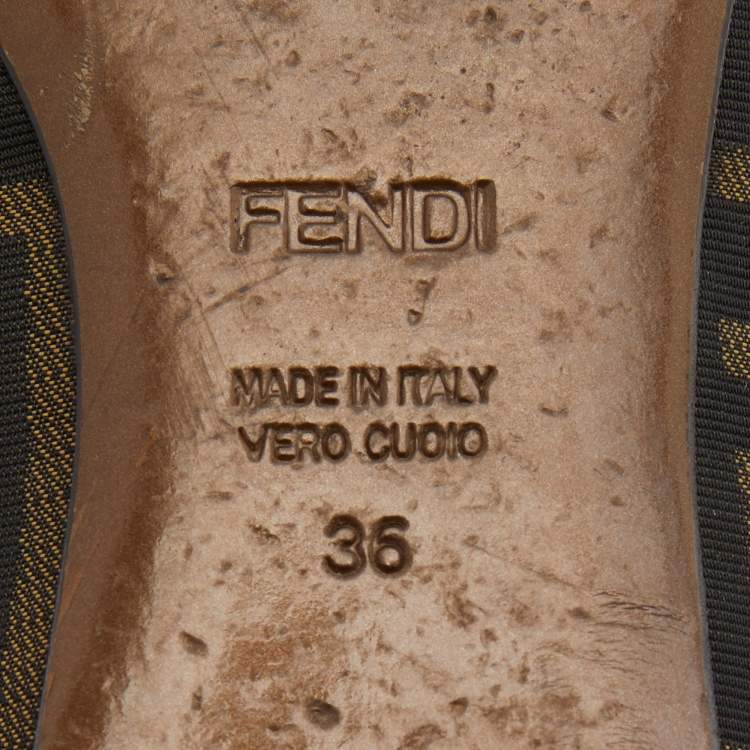 FENDI
MADE IN ITALY
VERO CUOIO
36